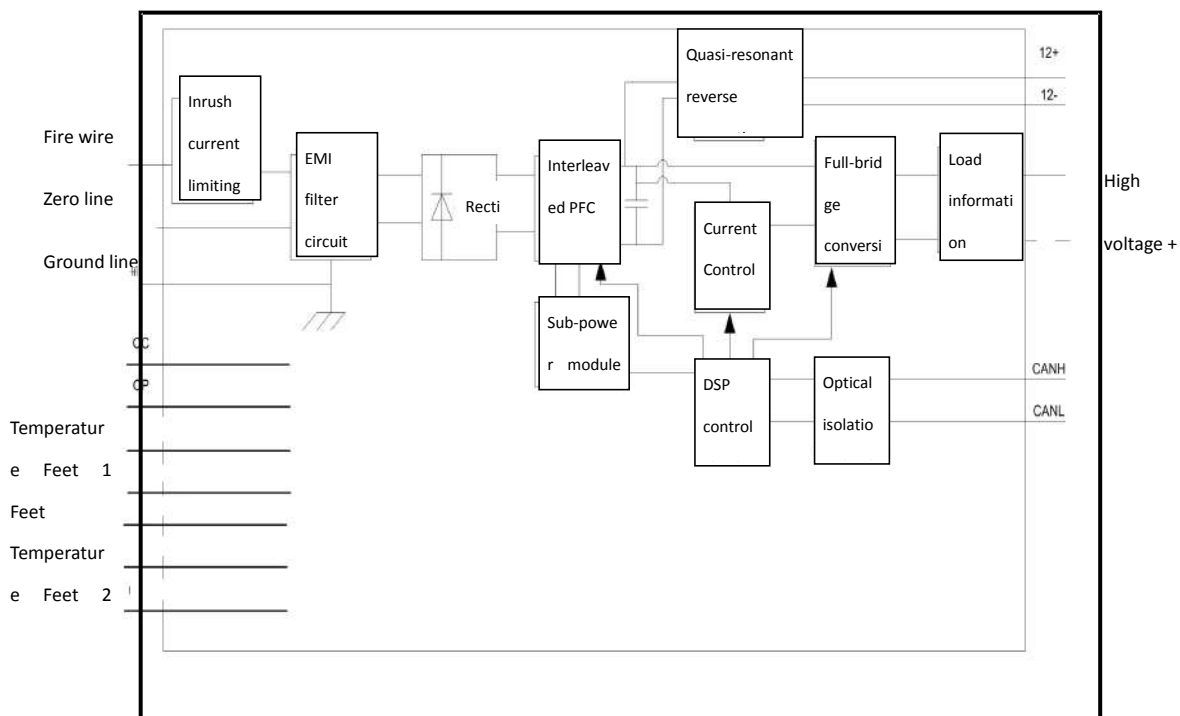 Fire wire
Zero line
Ground line
CC
CP
Temperatur
e Feet 1
Feet
Temperatur
e Feet 2
Inrush
current
limiting
EMI
filter
circuit
Recti
Interleav
ed PFC
Sub-powe
r module
Quasi-resonant
reverse
Current
Control
DSP
control
Full-brid
ge
conversi
Optical
isolatio
Load
informati
on
12+
12-
High
voltage +
CANH
CANL